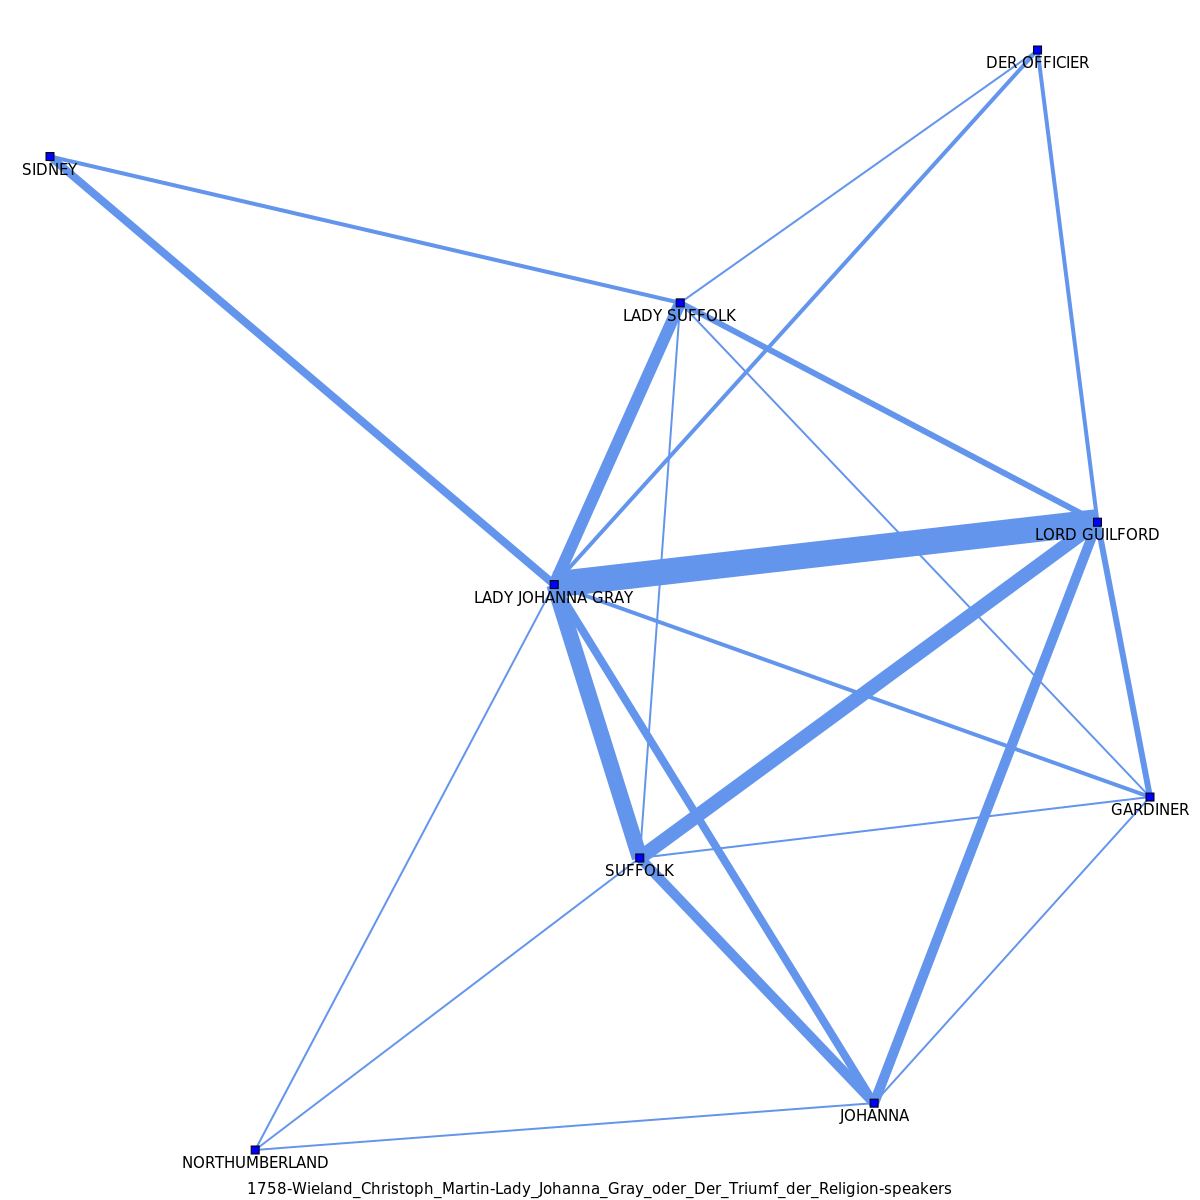 DER OFFICIER
SIDNEY
LADY SUFFOLK
LORD GUILFORD
LADY JOHANNA GRAY
GARDINER
SUFFOLK
JOHANNA
NORTHUMBERLAND
1758-Wieland_Christoph_Martin-Lady_Johanna_Gray_oder_Der_Triumf_der_Religion-speakers